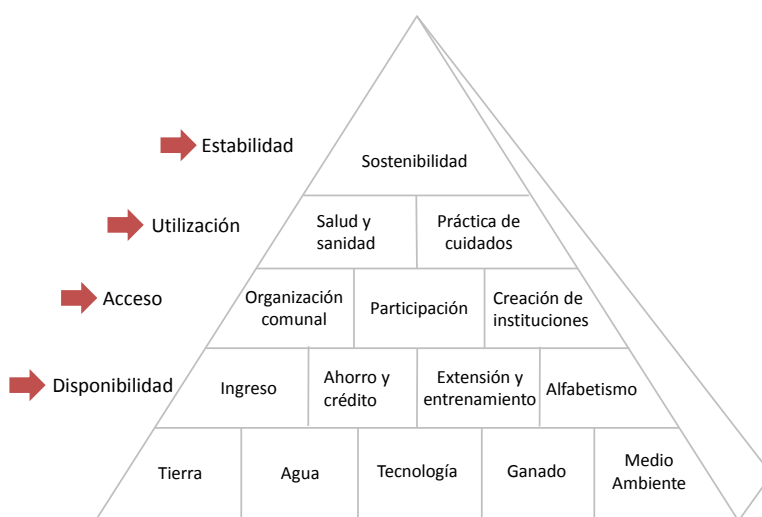 Estabilidad
Sostenibilidad
Utilización
Salud y
sanidad
Práctica de
cuidados
Acceso
Organización
comunal
Participación
Creación de
instituciones
Disponibilidad
Ingreso
Ahorro y
crédito
Extensión y
entrenamiento
Alfabetismo
Tierra
Agua
Tecnología
Ganado
Medio
Ambiente